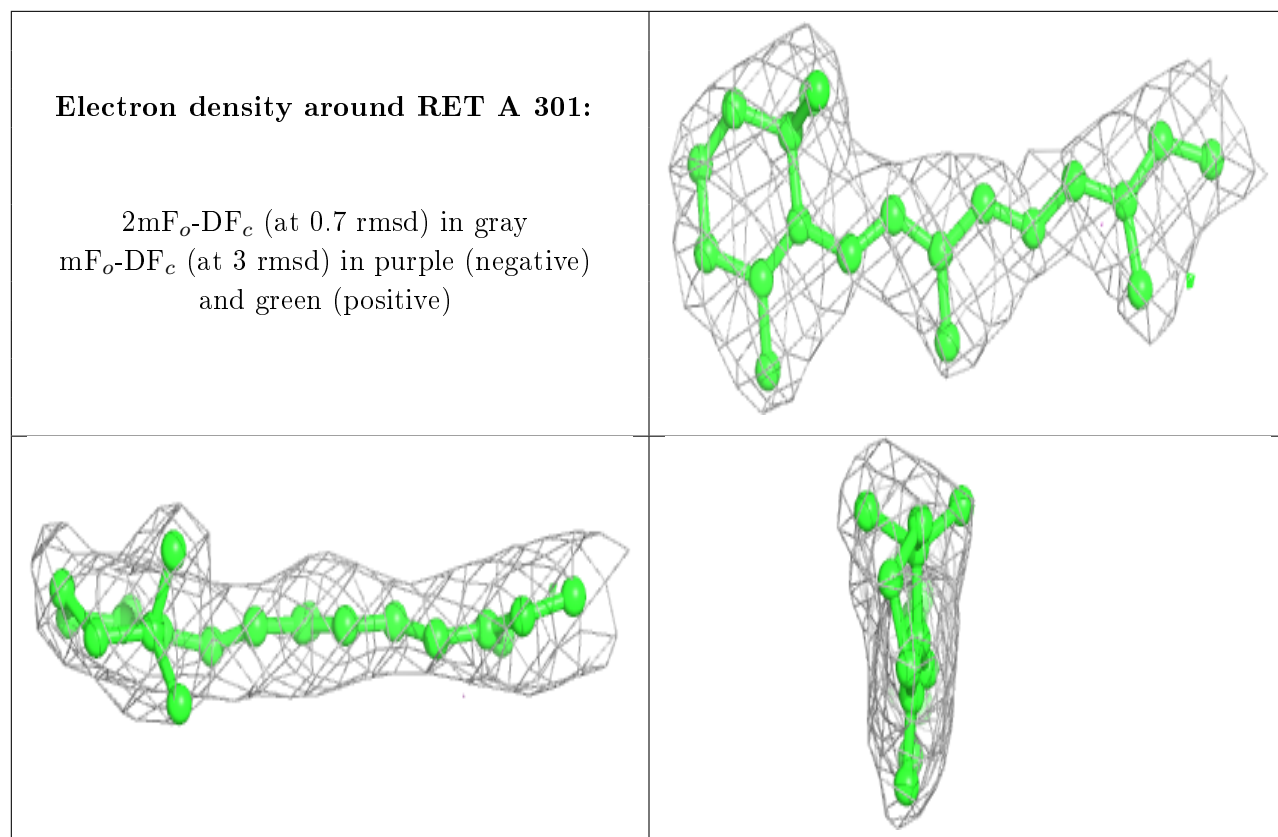 Electron density around RET A 301:
2mFo-DFc (at 0.7 rmsd) in gray
mFo-DFc (at 3 rmsd) in purple (negative)
and green (positive)